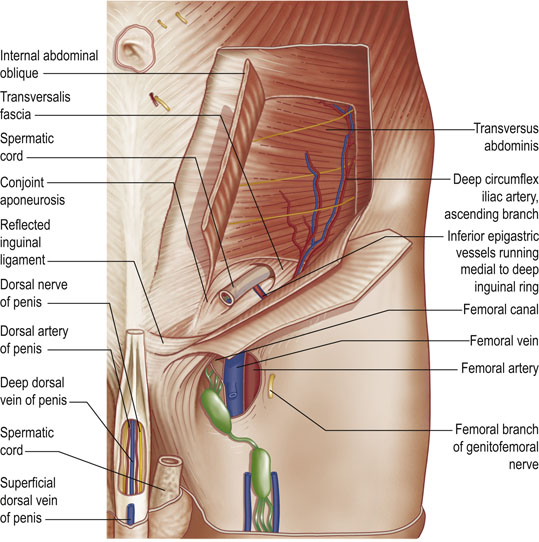 Internal abdominal
oblique
Transversalis
fascia
Spermatic
cord
Conjoint
aponeurosis
Reflected
inguinal
ligament
Dorsal nerve
of penis
Dorsal artery
of penis
Deep dorsal
vein of penis
Spermatic
cord
Superficial
dorsal vein
of penis
Transversus
abdominis
Deep circumflex
iliac artery,
ascending branch
Inferior epigastric
vessels running
medial to deep
inguinal ring
Femoral canal
Femoral vein
Femoral artery
Femoral branch
of genitofemoral
nerve